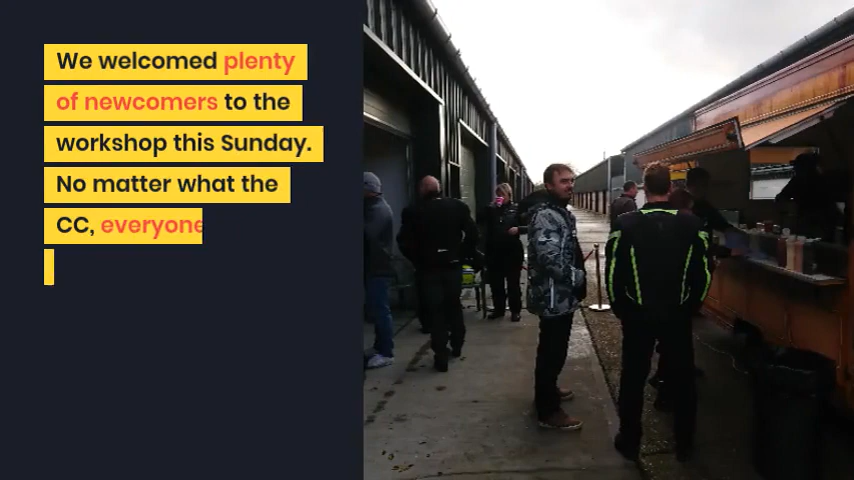 We welcomed plenty
of newcomers to the
workshop this Sunday.
No matter what the
CC, everyone